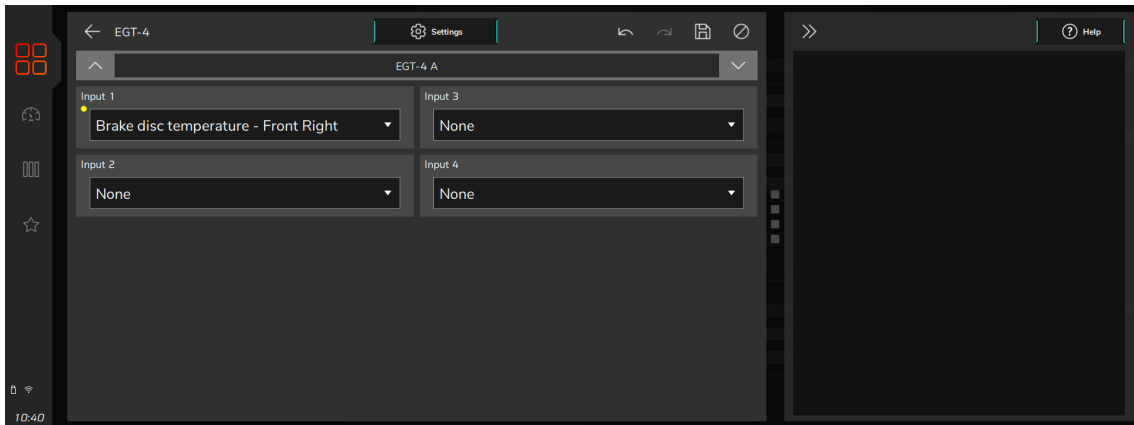 EGT-4
Settings
Help
EGT-4 A
Input 1
Brake disc temperature - Front Right
Input 3
None
Input 2
None
Input 4
None
10:40